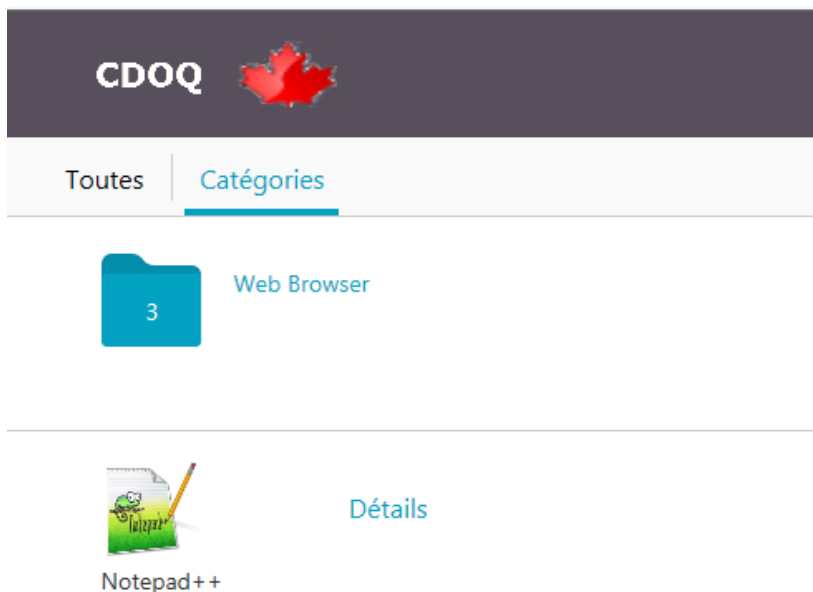 CDOQ
Toutes Catégories
Web Browser
3
Détails
Notepad++